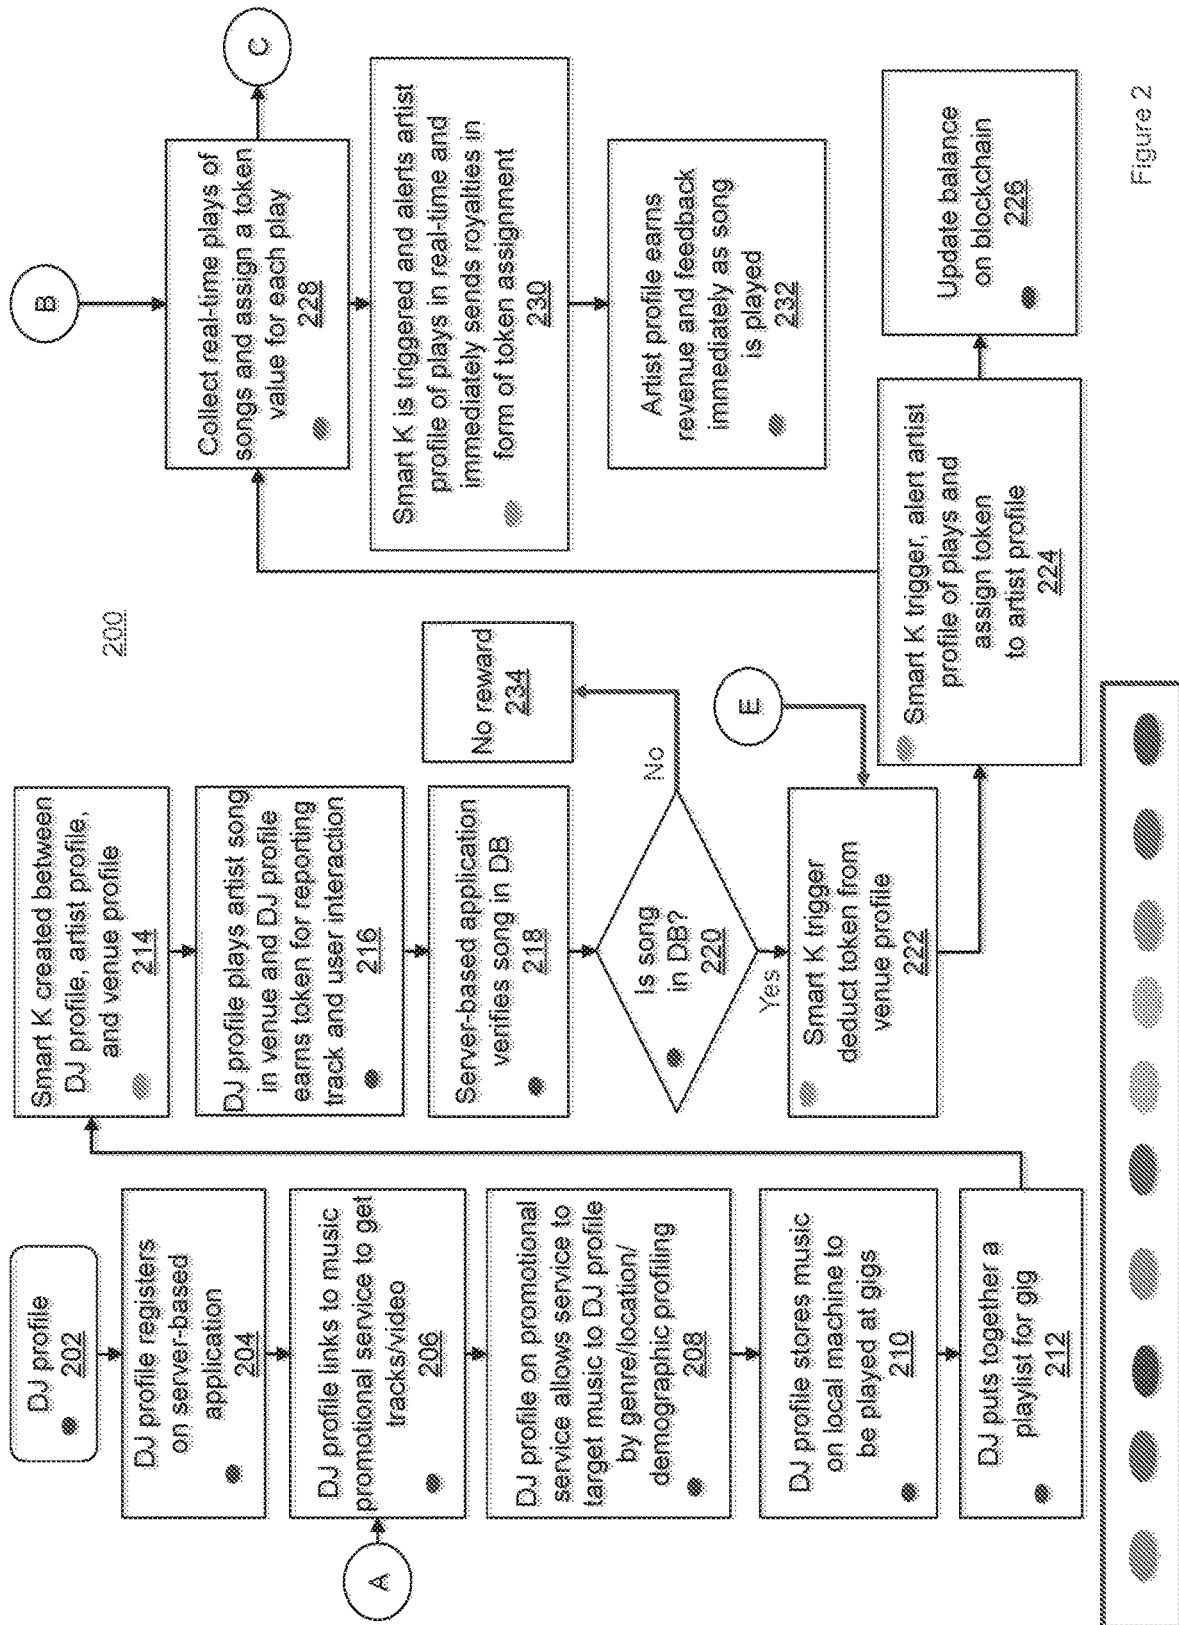 200
DJ profile
202
DJ profile registers
on server-based
application
204
A
DJ profile links to music
promotional service to get
tracks/video
206
DJ profile on promotional
service allows service to
target music to DJ profile
by genre/location/
demographic profiling
208
DJ profile stores music
on local machine to
be played at gigs
210
DJ puts together a
playlist for gig
212
Smart K created between
DJ profile, artist profile,
and venue profile
214
DJ profile plays artist song
in venue and DJ profile
earns token for reporting
track and user interaction
216
Server-based application
verifies song in DB
218
Is song
in DB?
220
No
No reward
234
Yes
E
Smart K trigger
deduct token from
venue profile
222
Smart K trigger, alert artist
profile of plays and
assign token
to artist profile
224
Update balance
on blockchain
226
B
Collect real-time plays of
songs and assign a token
value for each play
228
C
Smart K is triggered and alerts artist
profile of plays in real-time and
immediately sends royalties in
form of token assignment
230
Artist profile earns
revenue and feedback
immediately as song
is played
232
Figure 2